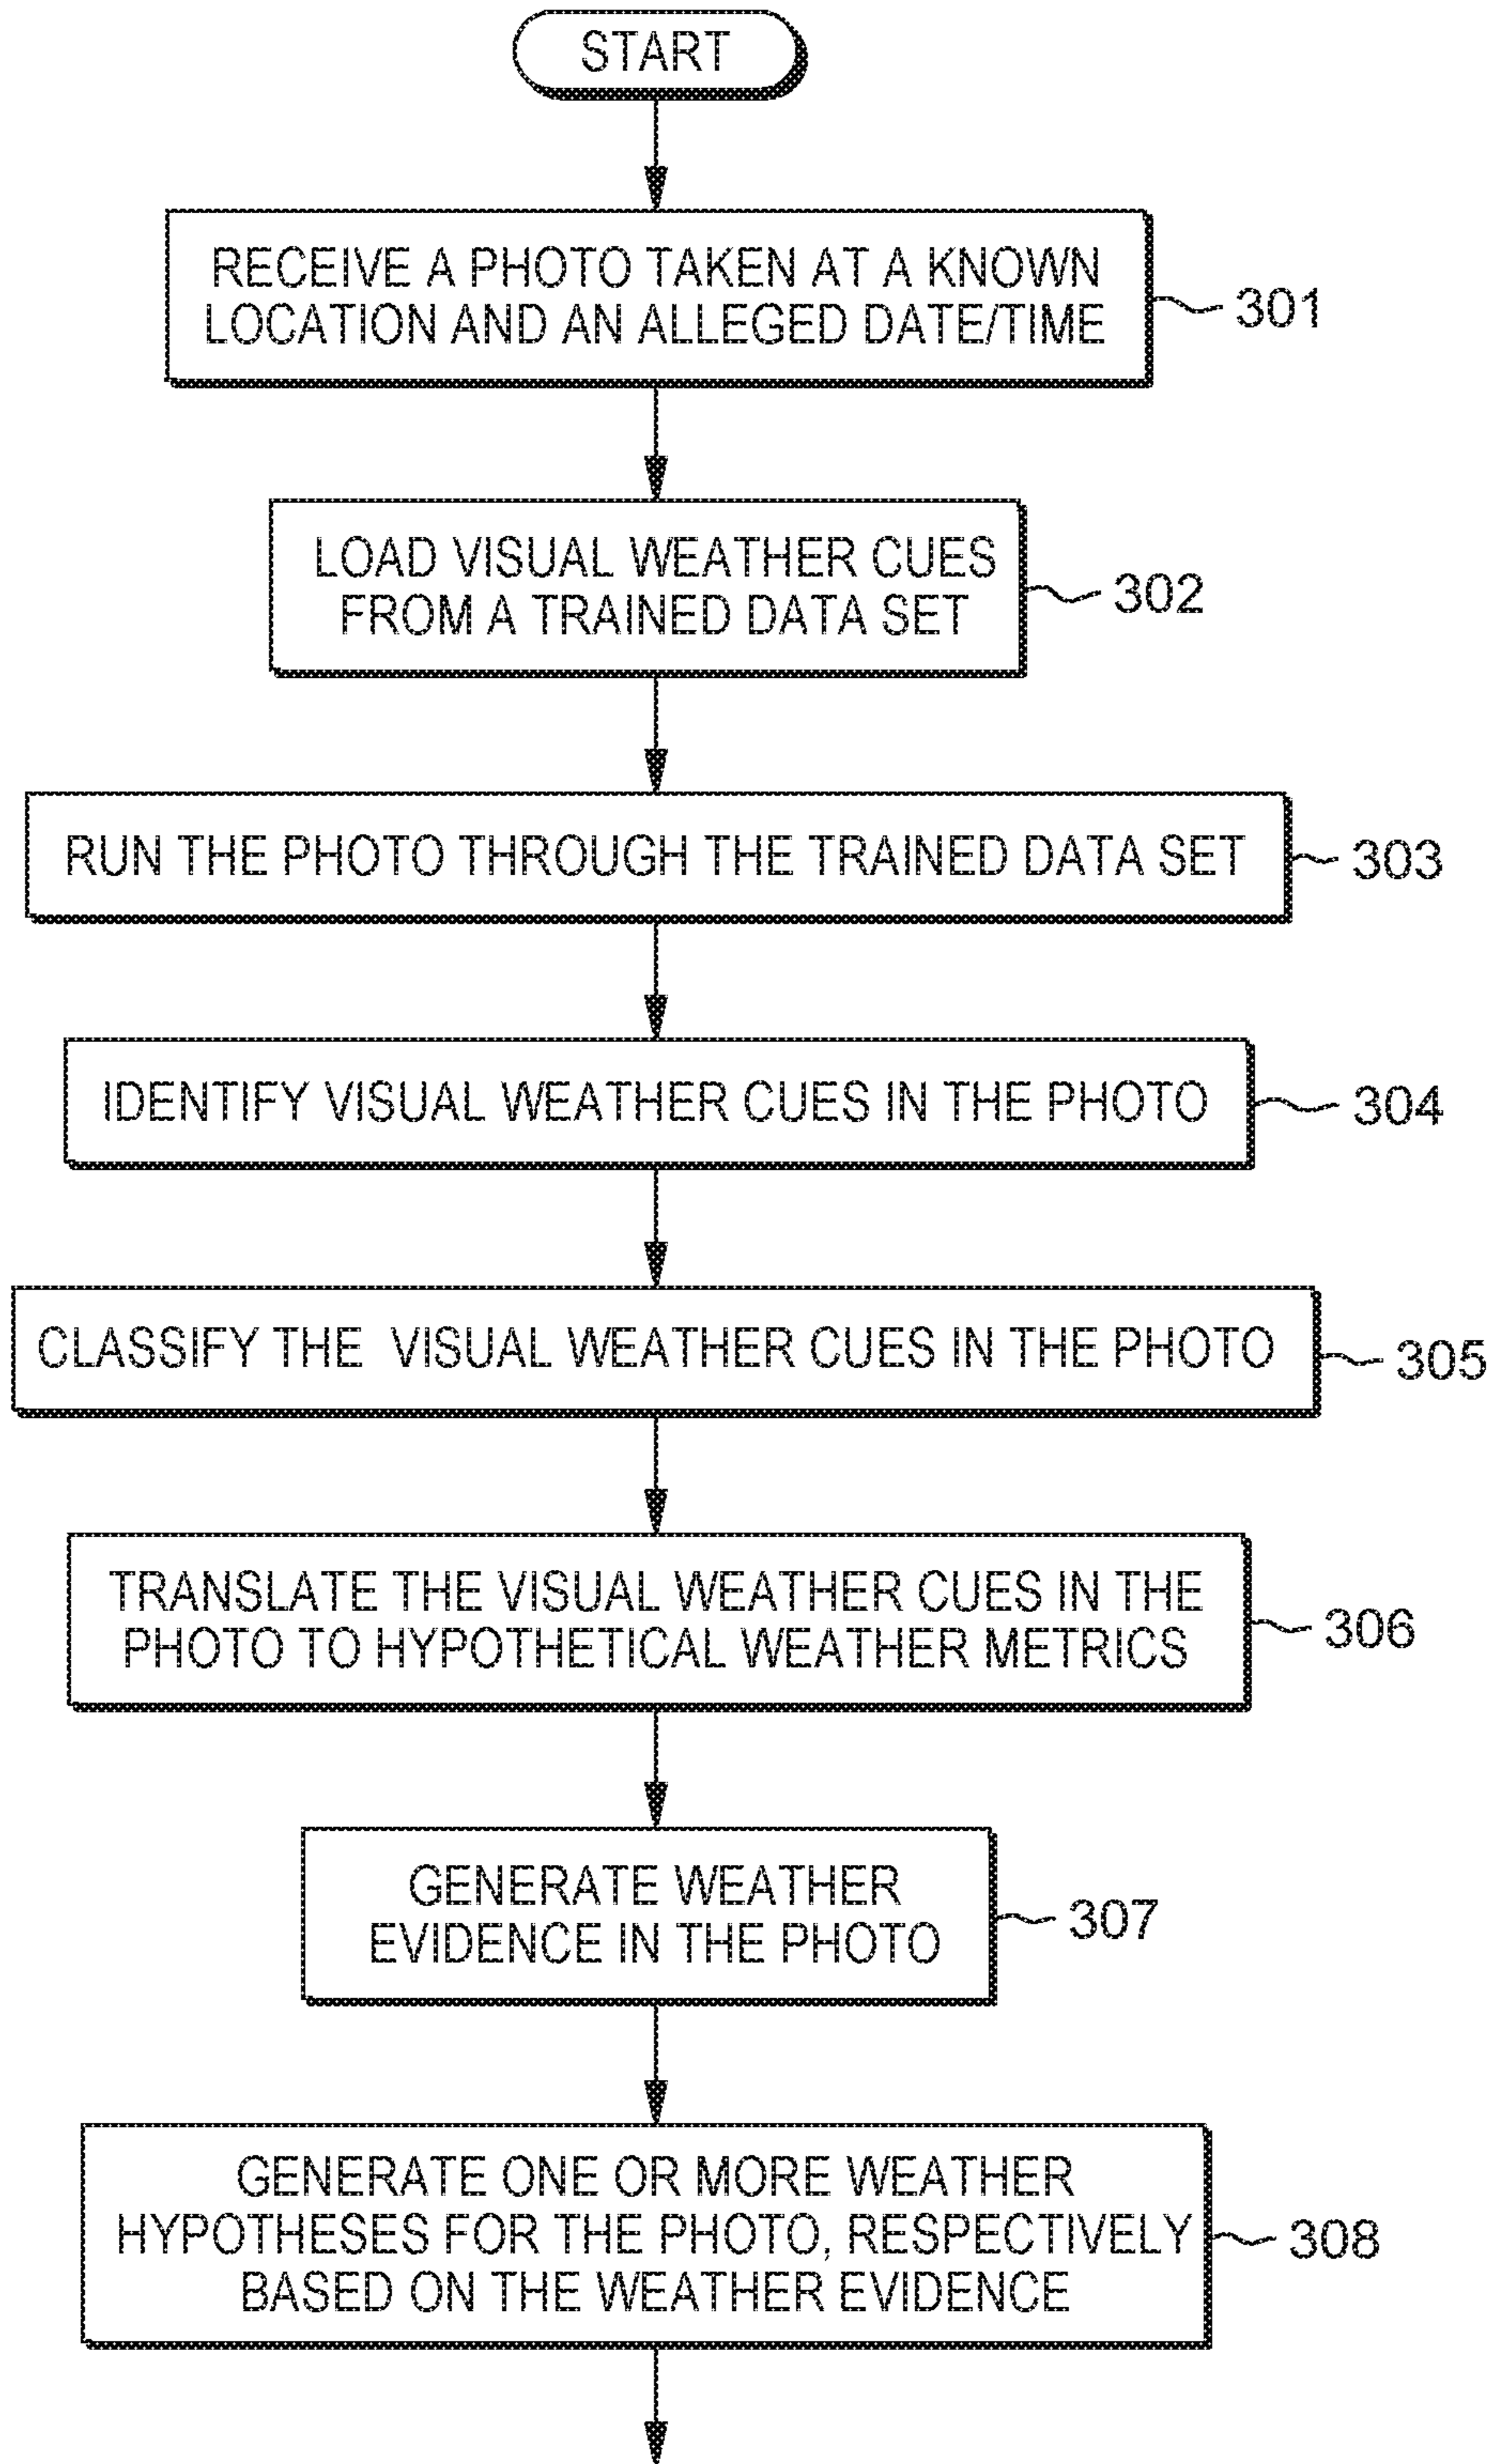 START
RECEIVE A PHOTO TAKEN AT A KNOWN
LOCATION AND AN ALLEGED DATE/TIME
301
LOAD VISUAL WEATHER CUES
FROM A TRAINED DATA SET
302
RUN THE PHOTO THROUGH THE TRAINED DATA SET
303
IDENTIFY VISUAL WEATHER CUES IN THE PHOTO
304
CLASSIFY THE VISUAL WEATHER CUES IN THE PHOTO
305
TRANSLATE THE VISUAL WEATHER CUES IN THE
PHOTO TO HYPOTHETICAL WEATHER METRICS
306
GENERATE WEATHER
EVIDENCE IN THE PHOTO
307
GENERATE ONE OR MORE WEATHER
HYPOTHESES FOR THE PHOTO, RESPECTIVELY
BASED ON THE WEATHER EVIDENCE
308